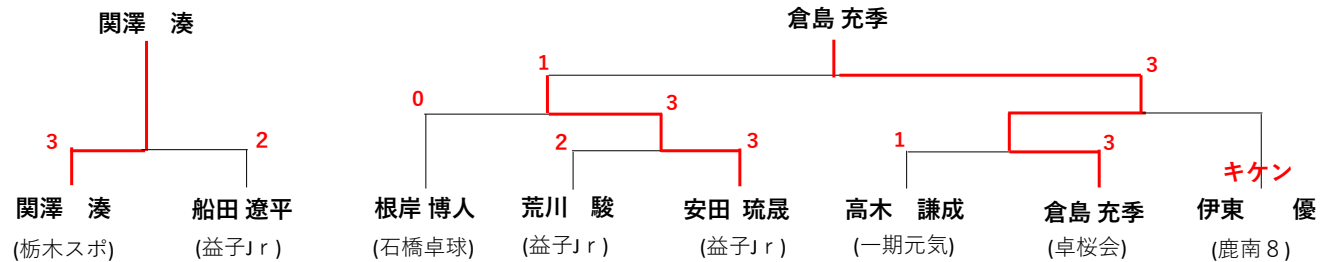 関澤　湊
倉島 充季
1
3
0
3
3
2
2
3
1
3
キケン
関澤　湊
船田 遼平
根岸 博人
荒川　駿
安田 琉晟
高木　謙成
倉島 充季
伊東　　優
(栃木スポ)
(益子Jｒ)
(石橋卓球)
(益子Jｒ)
(益子Jｒ)
(一期元気)
(卓桜会)
(鹿南８)